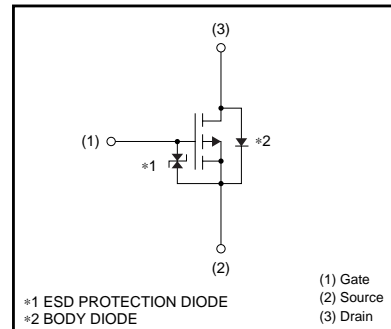 (3)
(1)
∗1
∗2
(2)
∗1 ESD PROTECTION DIODE
∗2 BODY DIODE
(1) Gate
(2) Source
(3) Drain